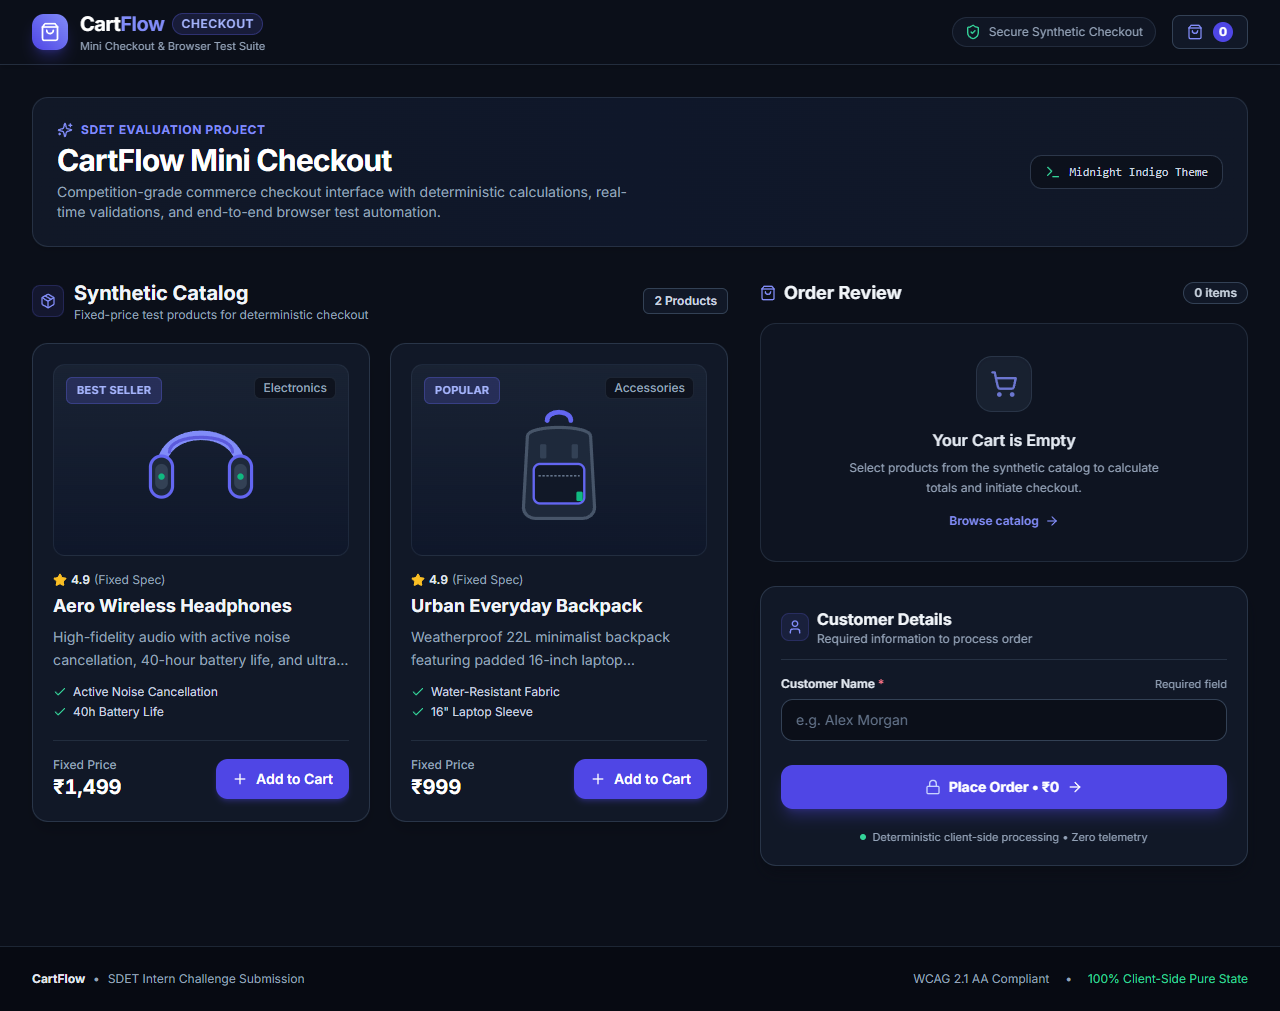 CartFlow CHECKOUT
Mini Checkout & Browser Test Suite
Secure Synthetic Checkout
0
SDET EVALUATION PROJECT
CartFlow Mini Checkout
Competition-grade commerce checkout interface with deterministic calculations, real-
time validations, and end-to-end browser test automation.
Midnight Indigo Theme
Synthetic Catalog
Fixed-price test products for deterministic checkout
2 Products
BEST SELLER
Electronics
4.9 (Fixed Spec)
Aero Wireless Headphones
High-fidelity audio with active noise
cancellation, 40-hour battery life, and ultra...
Active Noise Cancellation
40h Battery Life
Fixed Price
₹1,499
Add to Cart
POPULAR
Accessories
4.9 (Fixed Spec)
Urban Everyday Backpack
Weatherproof 22L minimalist backpack
featuring padded 16-inch laptop...
Water-Resistant Fabric
16" Laptop Sleeve
Fixed Price
₹999
Add to Cart
Order Review
0 items
Your Cart is Empty
Select products from the synthetic catalog to calculate
totals and initiate checkout.
Browse catalog
Customer Details
Required information to process order
Customer Name *
Required field
e.g. Alex Morgan
Place Order • ₹0
Deterministic client-side processing • Zero telemetry
CartFlow • SDET Intern Challenge Submission
WCAG 2.1 AA Compliant • 100% Client-Side Pure State